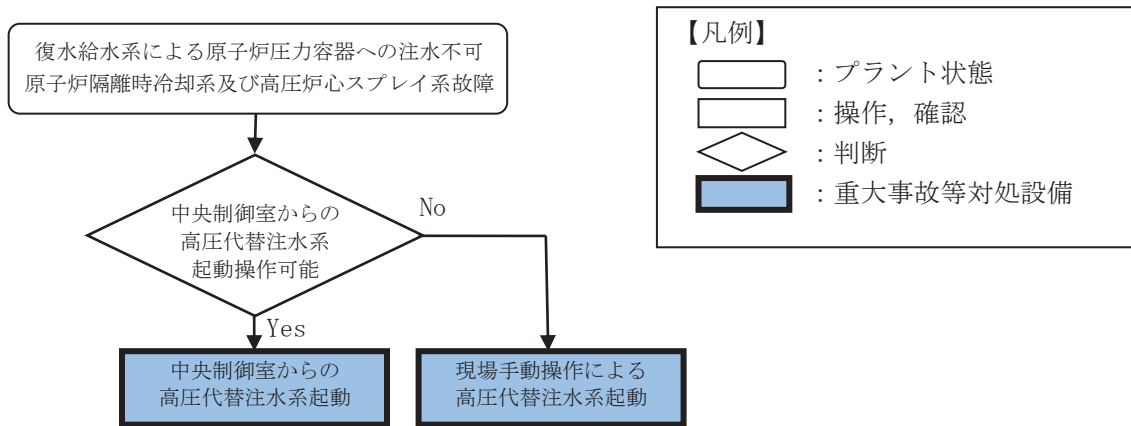 復水給水系による原子炉圧力容器への注水不可
原子炉隔離時冷却系及び高圧炉心スプレイ系故障
中央制御室からの
高圧代替注水系
起動操作可能
No
Yes
中央制御室からの
高圧代替注水系起動
現場手動操作による
高圧代替注水系起動
【凡例】
：プラント状態
：操作，確認
：判断
：重大事故等対処設備